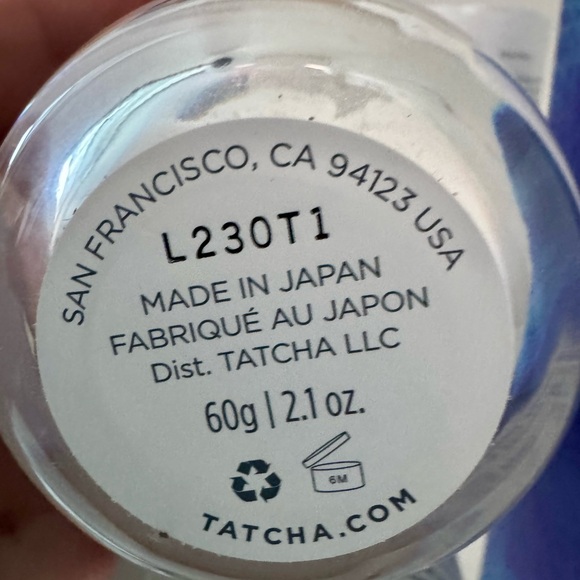 SAN FRANCISCO, CA 94123 USA
L230T1
MADE IN JAPAN
FABRIQUÉ AU JAPON
Dist. TATCHA LLC
60g | 2.1 oz.
6M
TATCHA.COM